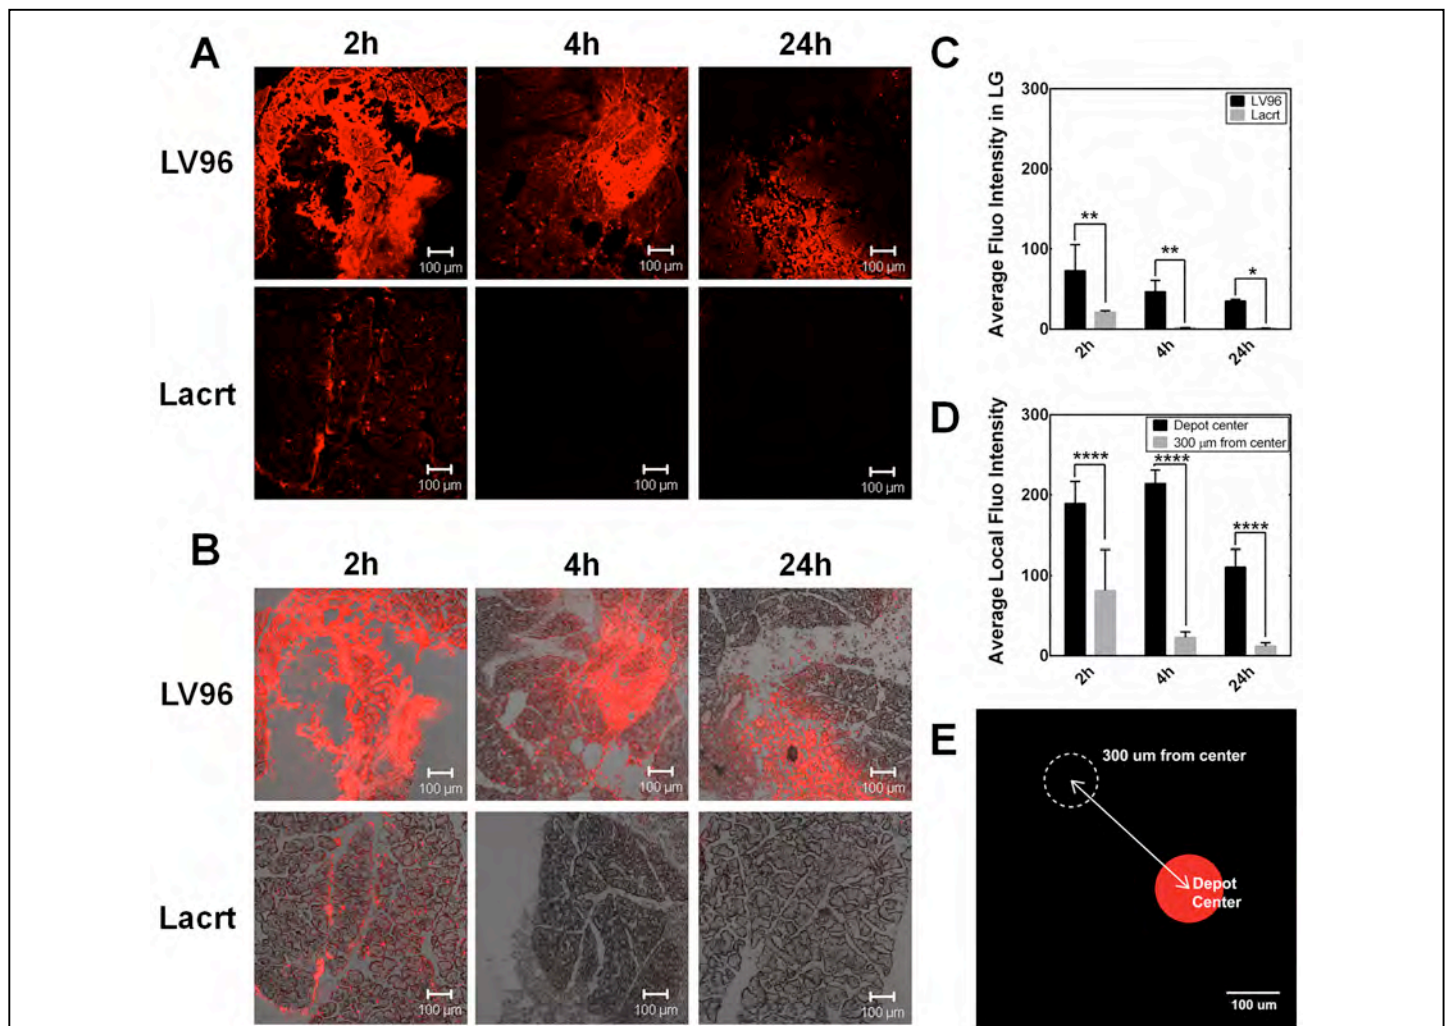 A
2h 4h 24h
LV96
100 µm 100 µm 100 µm
Lacrt
100 µm 100 µm 100 µm
B
2h 4h 24h
LV96
100 µm 100 µm 100 µm
Lacrt
100 µm 100 µm 100 µm
C
Average Fluo Intensity in LG
300
200
100
0
LV96
Lacrt
** ** *
2h 4h 24h
D
Average Local Fluo Intensity
300
200
100
0
Depot center
300 µm from center
**** **** ****
2h 4h 24h
E
300 um from center
Depot
Center
100 um